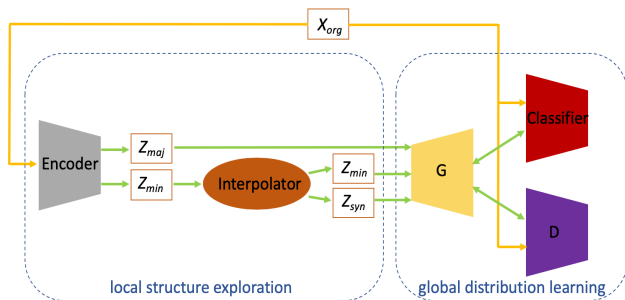 X_org
Encoder
Z_maj
Z_min
Interpolator
Z_min
Z_syn
G
Classifier
D
local structure exploration
global distribution learning